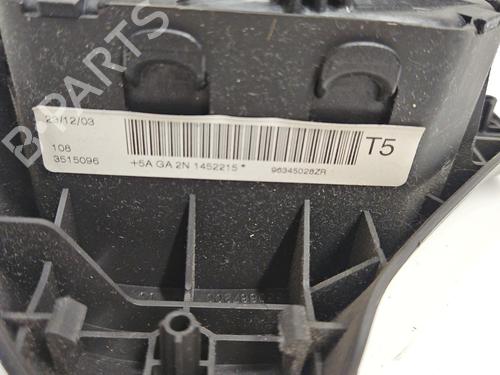 23/12/03
T5
108
3515096
+5A GA 2N 1452215 *
96345028ZR
B-PARTS